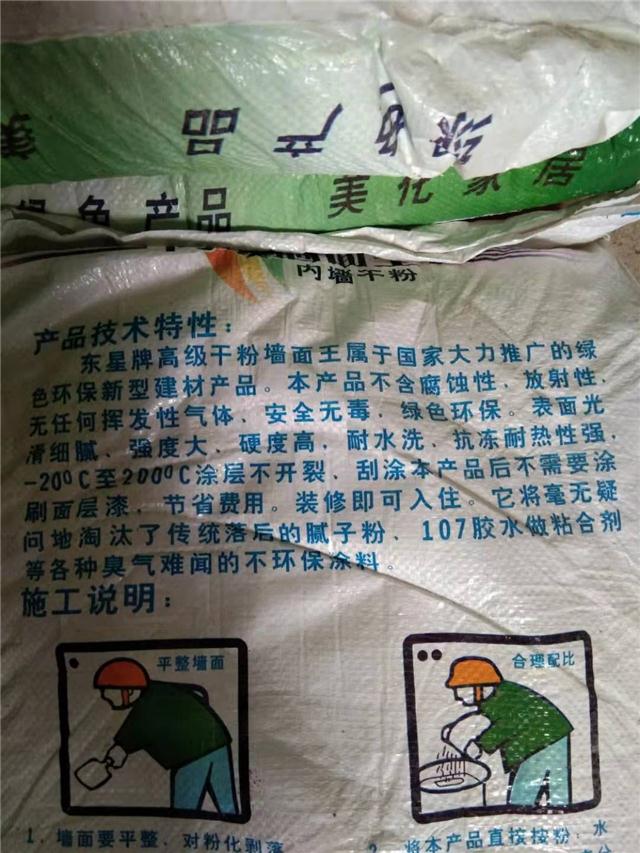 美 产品 绿色
绿色产品 美化家居
内墙干粉
产品技术特性：
东星牌高级干粉墙面王属于国家大力推广的绿
色环保新型建材产品。本产品不含腐蚀性、放射性、
无任何挥发性气体、安全无毒，绿色环保。表面光
滑细腻、强度大、硬度高，耐水洗、抗冻耐热性强，
-20⁰C至200⁰C涂层不开裂、刮涂本产品后不需要涂
刷面层漆、节省费用。装修即可入住。它将毫无疑
问地淘汰了传统落后的腻子粉、107胶水做粘合剂
等各种臭气难闻的不环保涂料。
施工说明：
平整墙面
合理配比
1、墙面要平整、对粉化剥落
2、将本产品直接按粉：水